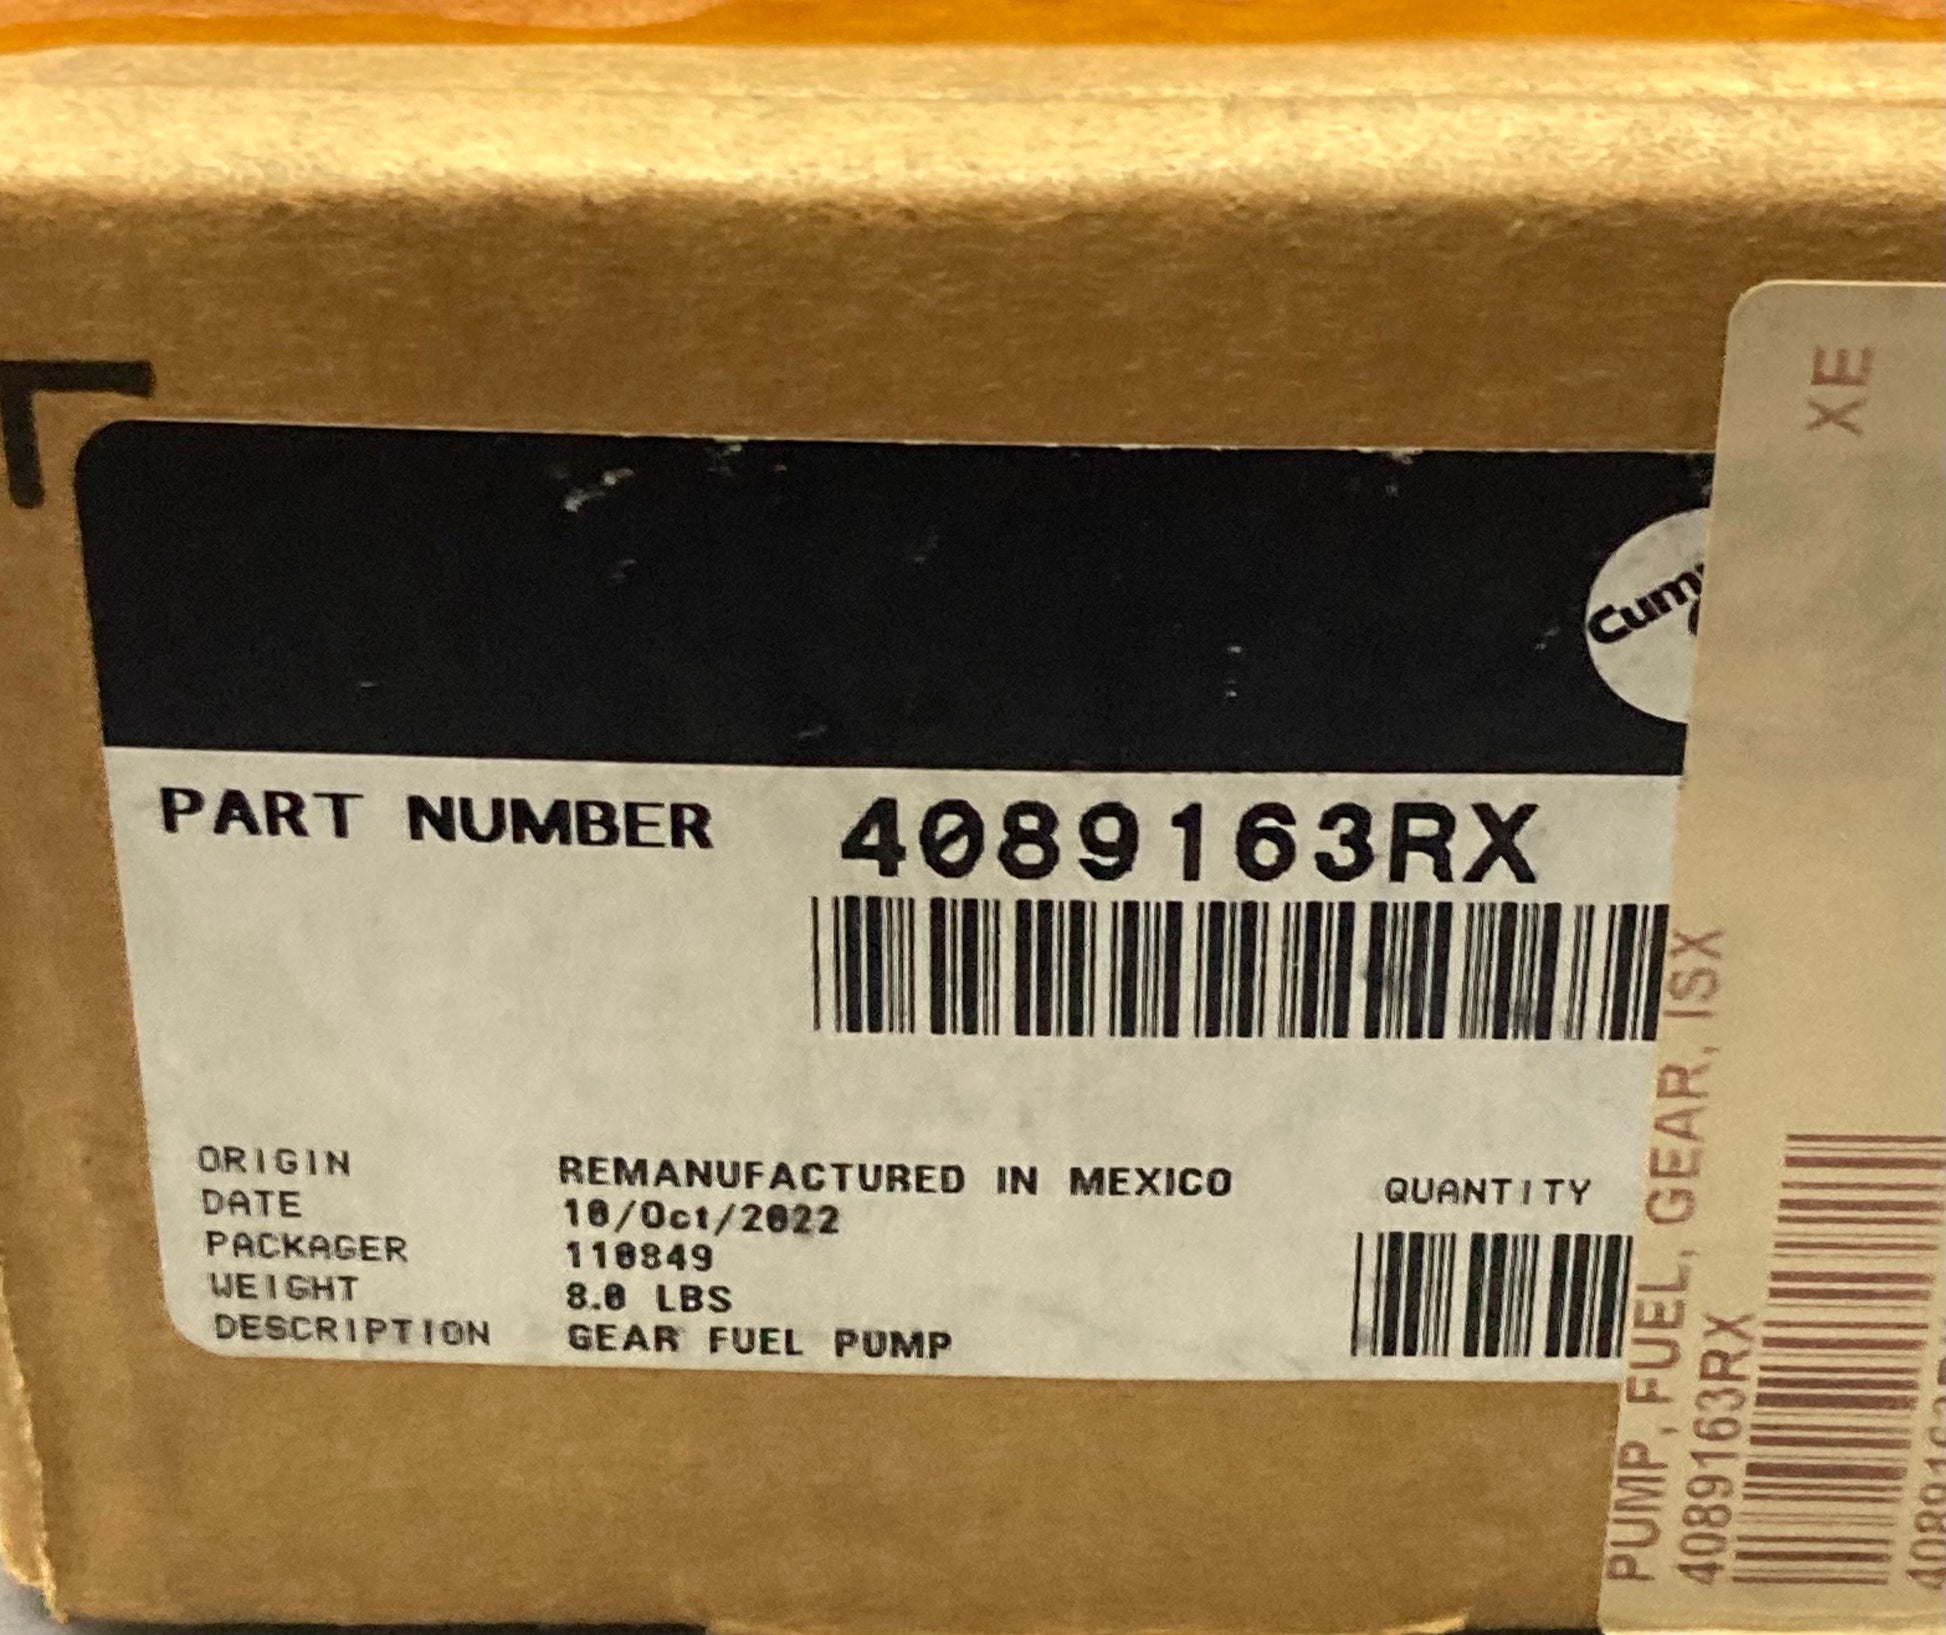 PART NUMBER 4089163RX
ORIGIN REMANUFACTURED IN MEXICO
DATE 10/Oct/2022
PACKAGER 110849
WEIGHT 8.0 LBS
DESCRIPTION GEAR FUEL PUMP
QUANTITY
XE
PUMP, FUEL, GEAR, ISX
4089163RX